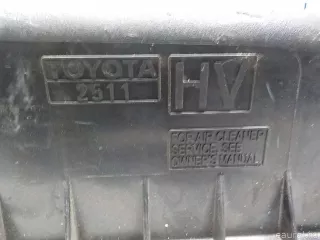 TOYOTA
2511
HV
FOR AIR CLEANER
SERVICE, SEE
OWNER'S MANUAL